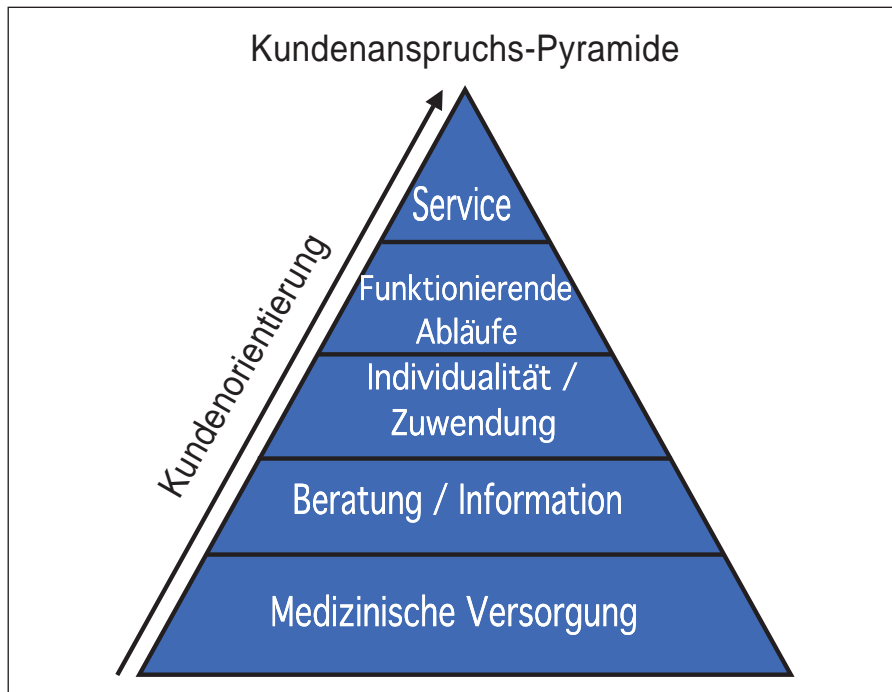 Kundenanspruchs-Pyramide
Kundenorientierung
Service
Funktionierende
Abläufe
Individualität /
Zuwendung
Beratung / Information
Medizinische Versorgung